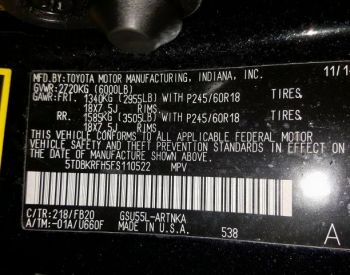 MFD.BY:TOYOTA MOTOR MANUFACTURING, INDIANA, INC. 11/1
GVWR:2720KG (6000LB)
GAWR:FRT. 1340KG (2955LB) WITH P245/60R18 TIRES
18X7.5J RIMS
RR. 1585KG (3505LB) WITH P245/60R18 TIRES
18X7.5J RIMS
THIS VEHICLE CONFORMS TO ALL APPLICABLE FEDERAL MOTOR
VEHICLE SAFETY AND THEFT PREVENTION STANDARDS IN EFFECT ON
THE DATE OF MANUFACTURE SHOWN ABOVE.
5TDBKRFH5FS110522 MPV
C/TR:218/FB20 GSU55L-ARTNKA
A/TM:-01A/U660F MADE IN U.S.A. 538 A